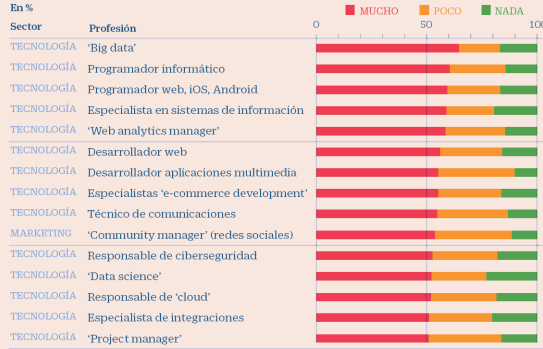 En %
MUCHO POCO NADA
Sector Profesión 0 50 100
TECNOLOGÍA ‘Big data’
TECNOLOGÍA Programador informático
TECNOLOGÍA Programador web, iOS, Android
TECNOLOGÍA Especialista en sistemas de información
TECNOLOGÍA ‘Web analytics manager’
TECNOLOGÍA Desarrollador web
TECNOLOGÍA Desarrollador aplicaciones multimedia
TECNOLOGÍA Especialistas ‘e-commerce development’
TECNOLOGÍA Técnico de comunicaciones
MARKETING ‘Community manager’ (redes sociales)
TECNOLOGÍA Responsable de ciberseguridad
TECNOLOGÍA ‘Data science’
TECNOLOGÍA Responsable de ‘cloud’
TECNOLOGÍA Especialista de integraciones
TECNOLOGÍA ‘Project manager’